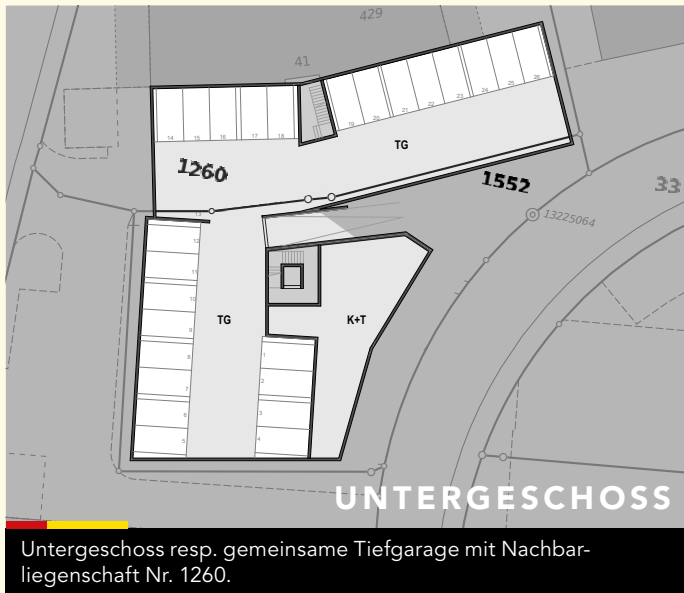 429
41
14 15 16 17 18
19 20 21 22 23 24 25 26
TG
1260
1552
33
13225064
13
12
11
10
9
8
7
6
5
TG
K+T
1
2
3
4
UNTERGESCHOSS
Untergeschoss resp. gemeinsame Tiefgarage mit Nachbar-
liegenschaft Nr. 1260.